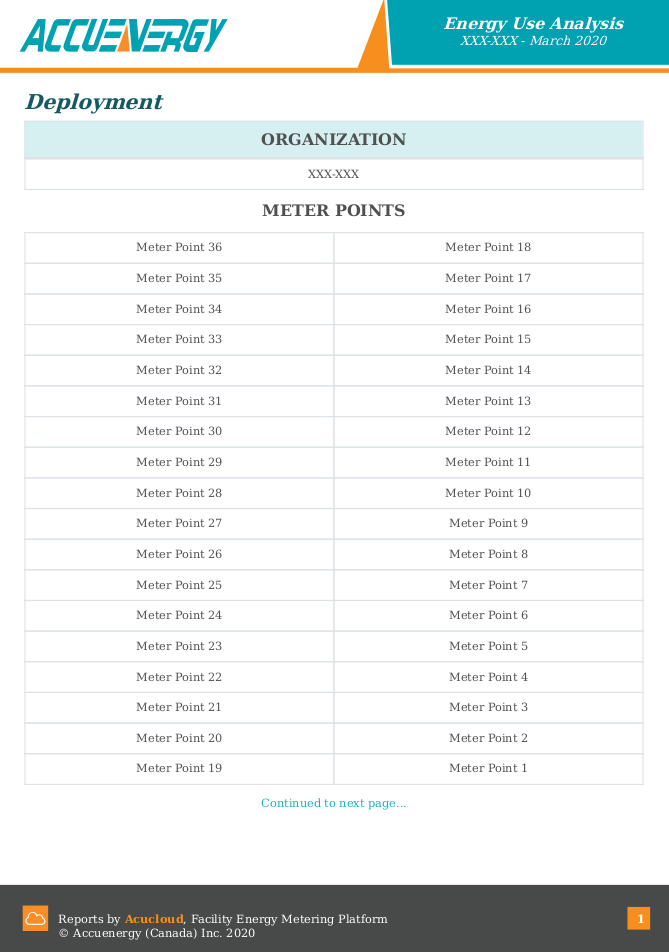 ACCUENERGY
Energy Use Analysis
XXX-XXX - March 2020
Deployment
ORGANIZATION
XXX-XXX
METER POINTS
Meter Point 36 Meter Point 18
Meter Point 35 Meter Point 17
Meter Point 34 Meter Point 16
Meter Point 33 Meter Point 15
Meter Point 32 Meter Point 14
Meter Point 31 Meter Point 13
Meter Point 30 Meter Point 12
Meter Point 29 Meter Point 11
Meter Point 28 Meter Point 10
Meter Point 27 Meter Point 9
Meter Point 26 Meter Point 8
Meter Point 25 Meter Point 7
Meter Point 24 Meter Point 6
Meter Point 23 Meter Point 5
Meter Point 22 Meter Point 4
Meter Point 21 Meter Point 3
Meter Point 20 Meter Point 2
Meter Point 19 Meter Point 1
Continued to next page...
Reports by Acucloud, Facility Energy Metering Platform
© Accuenergy (Canada) Inc. 2020
1